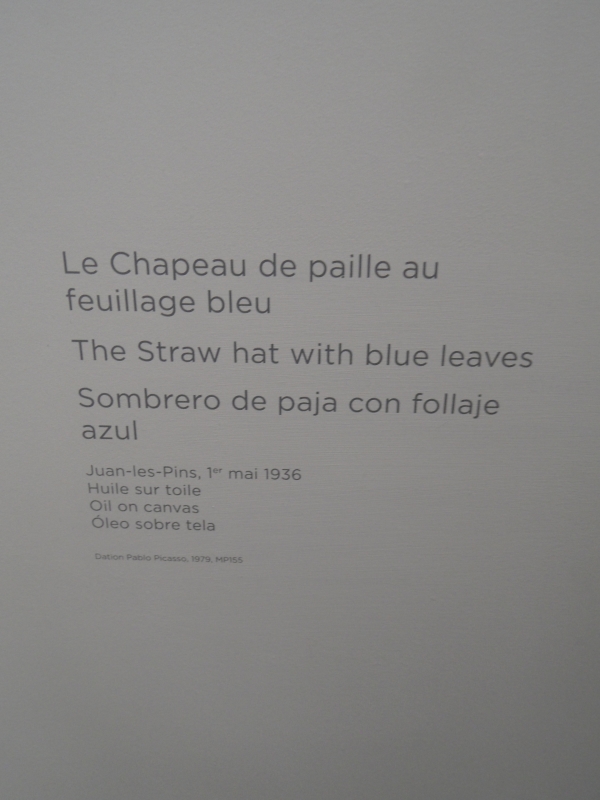 Le Chapeau de paille au
feuillage bleu
The Straw hat with blue leaves
Sombrero de paja con follaje
azul
Juan-les-Pins, 1er mai 1936
Huile sur toile
Oil on canvas
Óleo sobre tela
Dation Pablo Picasso, 1979, MP155